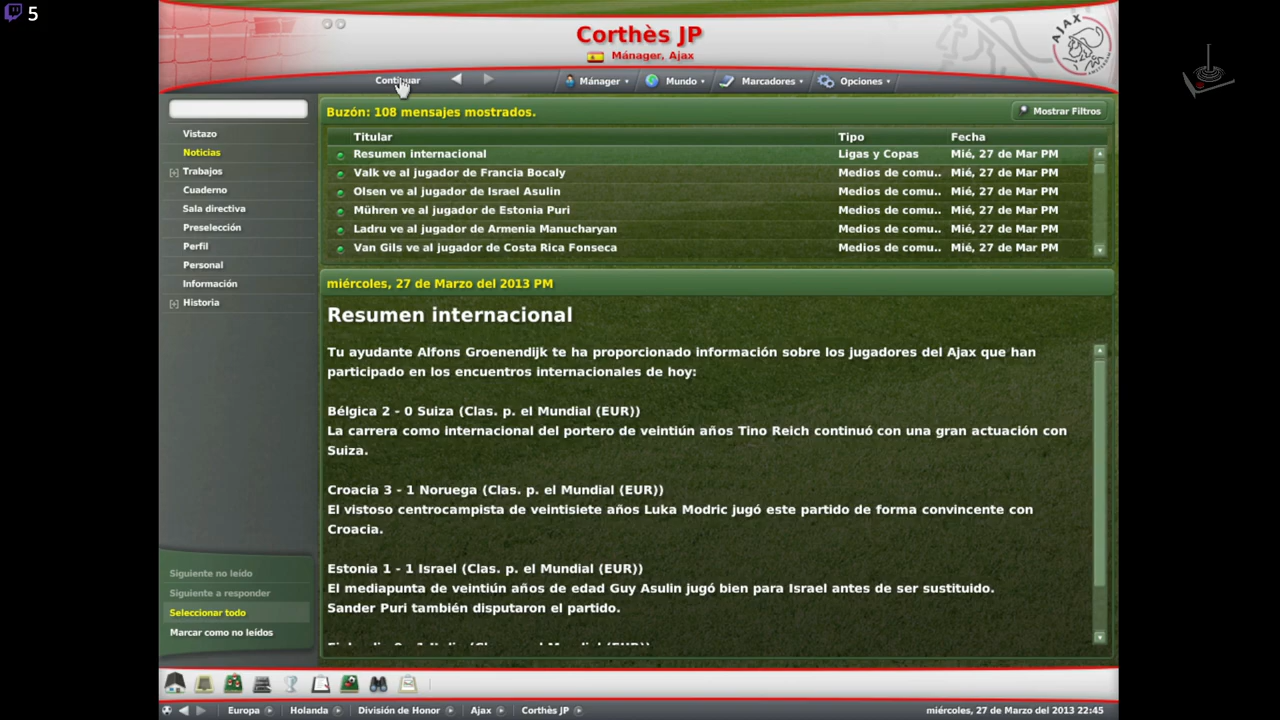 5
AJAX
Corthès JP
Mánager, Ajax
Continuar
Mánager
Mundo
Marcadores
Opciones
Buzón: 108 mensajes mostrados.
Mostrar Filtros
Vistazo
Noticias
Trabajos
Cuaderno
Sala directiva
Preselección
Perfil
Personal
Información
Historia
Titular Tipo Fecha
Resumen internacional Ligas y Copas Mié, 27 de Mar PM
Valk ve al jugador de Francia Bocaly Medios de comu.. Mié, 27 de Mar PM
Olsen ve al jugador de Israel Asulin Medios de comu.. Mié, 27 de Mar PM
Mühren ve al jugador de Estonia Puri Medios de comu.. Mié, 27 de Mar PM
Ladru ve al jugador de Armenia Manucharyan Medios de comu.. Mié, 27 de Mar PM
Van Gils ve al jugador de Costa Rica Fonseca Medios de comu.. Mié, 27 de Mar PM
miércoles, 27 de Marzo del 2013 PM
Resumen internacional
Tu ayudante Alfons Groenendijk te ha proporcionado información sobre los jugadores del Ajax que han
participado en los encuentros internacionales de hoy:
Bélgica 2 - 0 Suiza (Clas. p. el Mundial (EUR))
La carrera como internacional del portero de veintiún años Tino Reich continuó con una gran actuación con
Suiza.
Croacia 3 - 1 Noruega (Clas. p. el Mundial (EUR))
El vistoso centrocampista de veintisiete años Luka Modric jugó este partido de forma convincente con
Croacia.
Estonia 1 - 1 Israel (Clas. p. el Mundial (EUR))
El mediapunta de veintiún años de edad Guy Asulin jugó bien para Israel antes de ser sustituido.
Sander Puri también disputaron el partido.
Siguiente no leído
Siguiente a responder
Seleccionar todo
Marcar como no leídos
Europa
Holanda
División de Honor
Ajax
Corthès JP
miércoles, 27 de Marzo del 2013 22:45